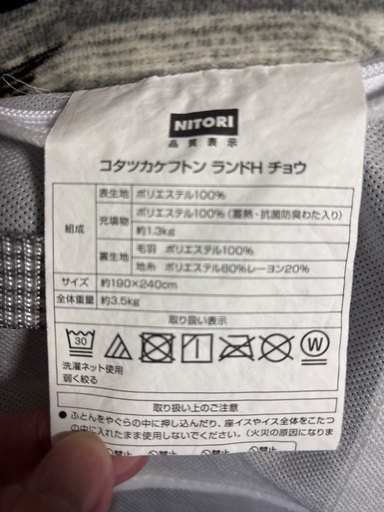 NITORI
品質表示
コタツカケフトン ランドH チョウ
組成 表生地 ポリエステル100%
充填物 ポリエステル100%(蓄熱・抗菌防臭わた入り)
約1.3kg
裏生地 毛羽 ポリエステル100%
地糸 ポリエステル80%レーヨン20%
サイズ 約190×240cm
全体重量 約3.5kg
取り扱い表示
30
W
洗濯ネット使用
弱く絞る
取り扱い上のご注意
●ふとんをやぐらの中に押し込んだり、座イスやイス全体をこたつ
の中に入れたまま使用しないでください。(火災の原因になりま